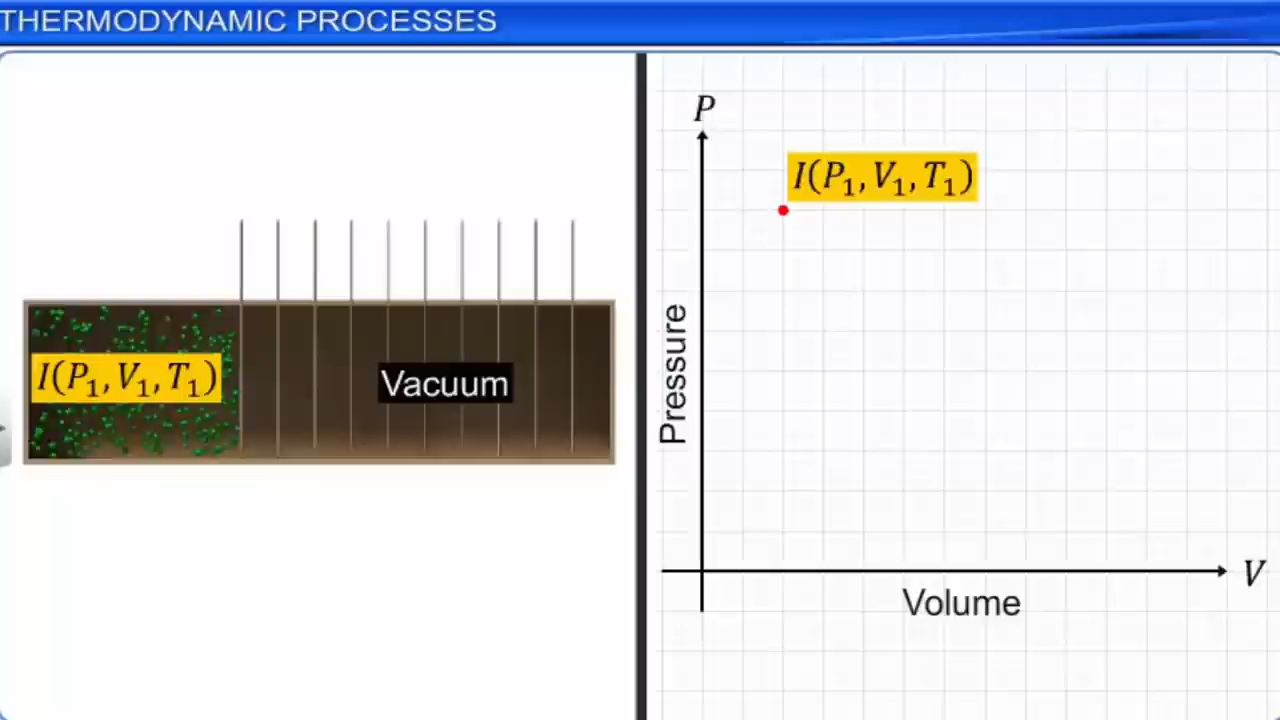 THERMODYNAMIC PROCESSES
I(P₁, V₁, T₁)
Vacuum
P
I(P₁, V₁, T₁)
Pressure
V
Volume